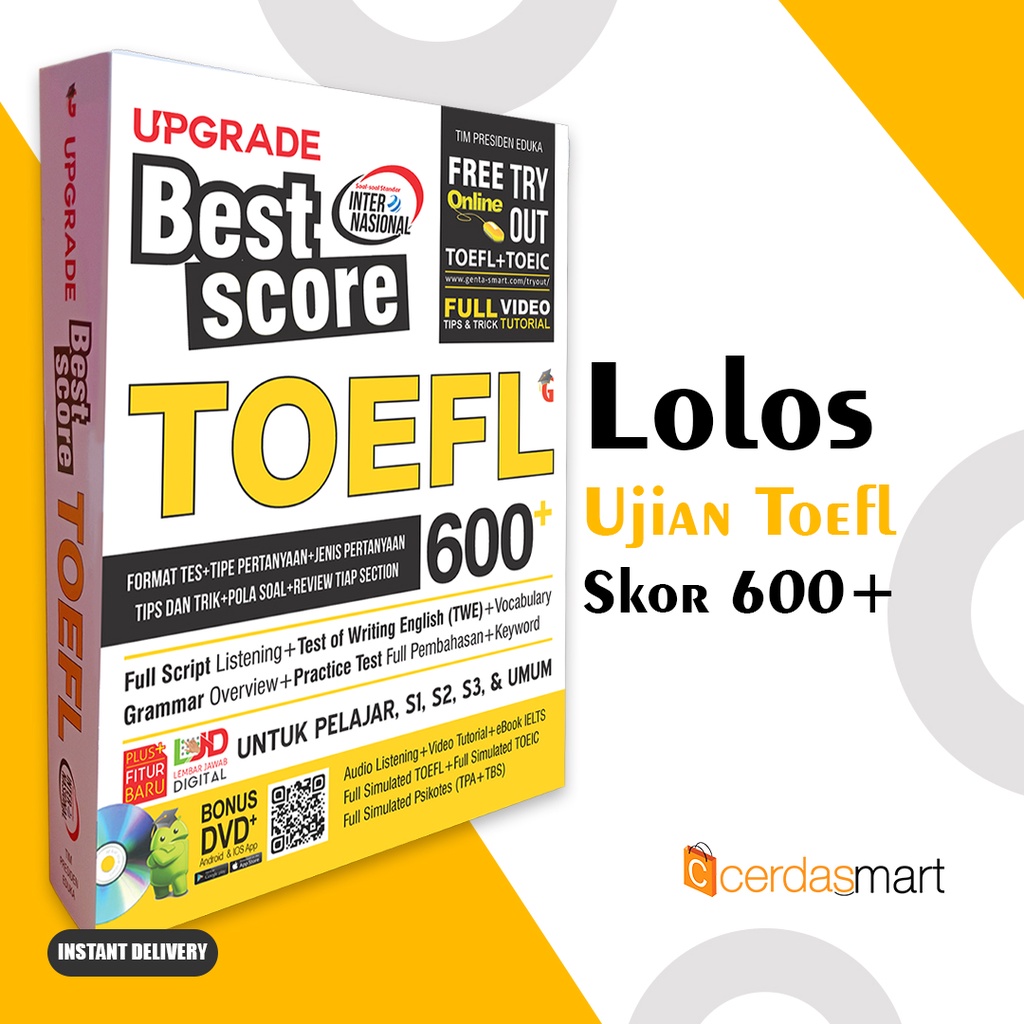 UPGRADE
Best
score
Soal-soal Standar
INTER
NASIONAL
TIM PRESIDEN EDUKA
FREE TRY
Online
OUT
TOEFL+TOEIC
www.genta-smart.com/tryout/
FULL VIDEO
TIPS & TRICK TUTORIAL
TOEFL
G
600+
FORMAT TES+TIPE PERTANYAAN+JENIS PERTANYAAN
TIPS DAN TRIK+POLA SOAL+REVIEW TIAP SECTION
Full Script Listening+Test of Writing English (TWE)+Vocabulary
Grammar Overview+Practice Test Full Pembahasan+Keyword
PLUS+
FITUR
BARU
LJD
LEMBAR JAWAB
DIGITAL
UNTUK PELAJAR, S1, S2, S3, & UMUM
BONUS
DVD+
Android & IOS App
Audio Listening+Video Tutorial+eBook IELTS
Full Simulated TOEFL+Full Simulated TOEIC
Full Simulated Psikotes (TPA+TBS)
UPGRADE
Best
score
TOEFL
TIM
PRESIDEN
EDUKA
INSTANT DELIVERY
Lolos
Ujian Toefl
Skor 600+
C cerdasmart